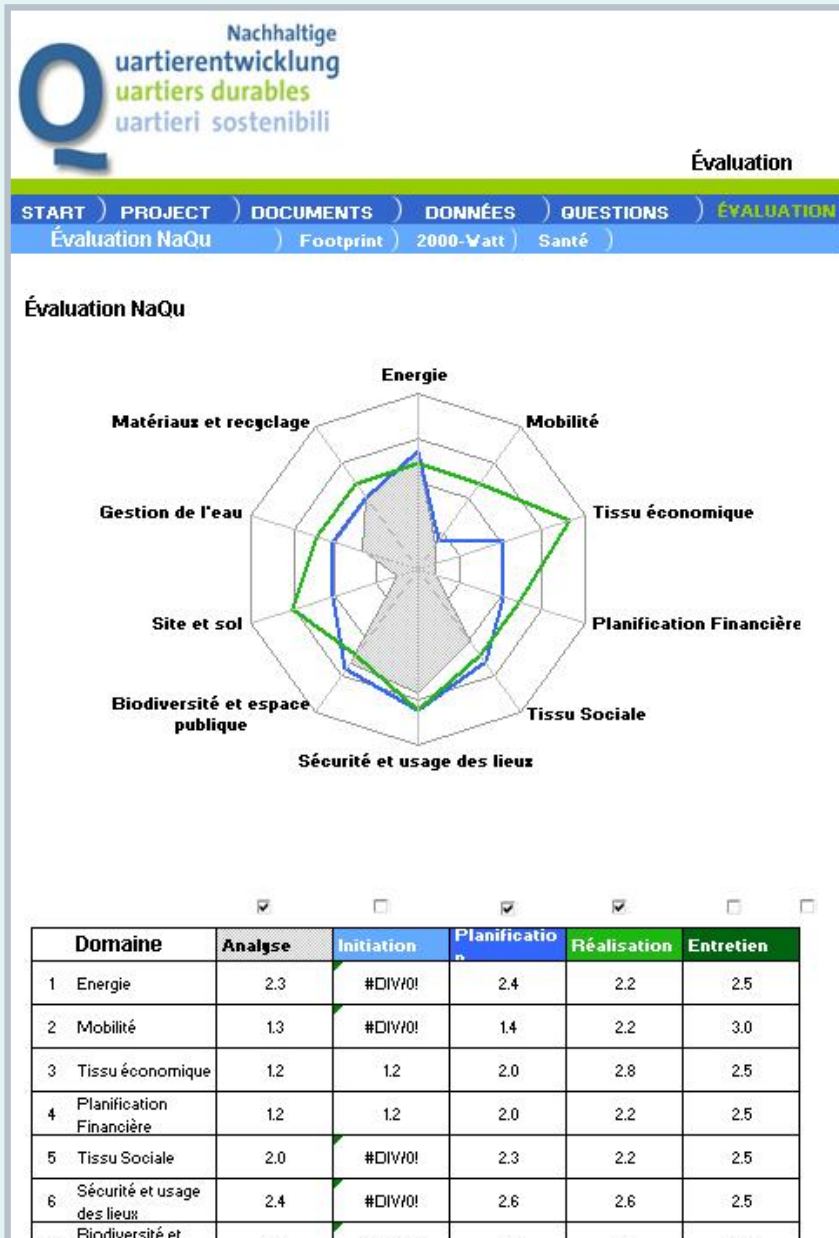 Nachhaltige
Quartierentwicklung
uartiers durables
uartieri sostenibili
Évaluation
START ) PROJECT ) DOCUMENTS ) DONNÉES ) QUESTIONS ) ÉVALUATION
Évaluation NaQu ) Footprint ) 2000-Watt ) Santé )
Évaluation NaQu
Energie
Matériaux et recyclage
Mobilité
Gestion de l'eau
Tissu économique
Site et sol
Planification Financière
Biodiversité et espace
publique
Tissu Sociale
Sécurité et usage des lieux
Domaine Analyse Initiation Planificatio Réalisation Entretien
1 Energie 2.3 #DIV/0! 2.4 2.2 2.5
2 Mobilité 1.3 #DIV/0! 1.4 2.2 3.0
3 Tissu économique 1.2 1.2 2.0 2.8 2.5
4 Planification
Financière 1.2 1.2 2.0 2.2 2.5
5 Tissu Sociale 2.0 #DIV/0! 2.3 2.2 2.5
6 Sécurité et usage
des lieux 2.4 #DIV/0! 2.6 2.6 2.5
Biodiversité et